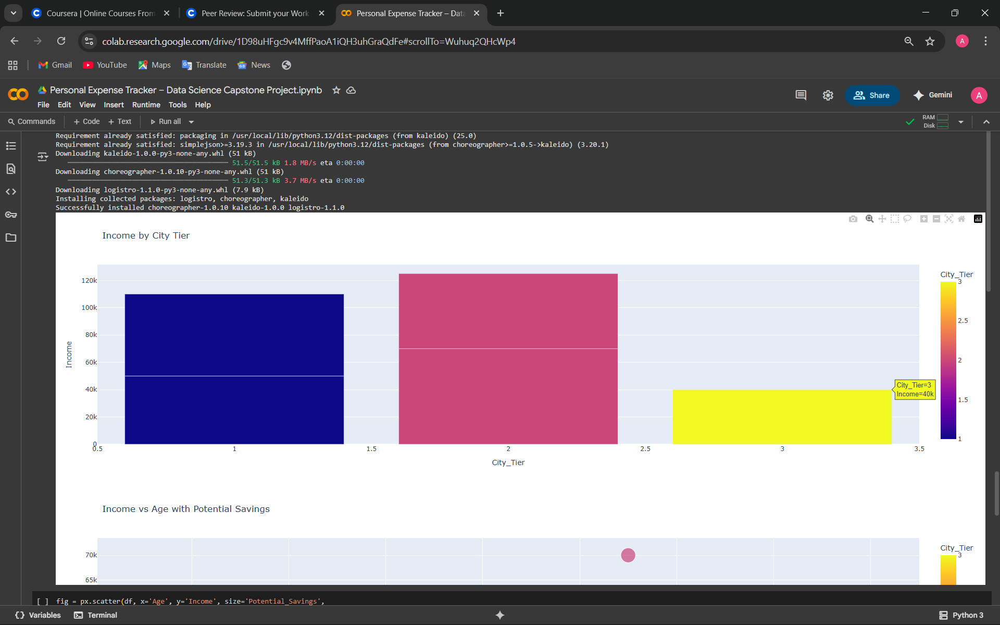 Coursera | Online Courses From
Peer Review: Submit your Work
Personal Expense Tracker – Data
colab.research.google.com/drive/1D98uHFgc9v4MffPaoA1iQH3uhGraQdFe#scrollTo=Wuhuq2QHcWp4
A
Gmail YouTube Maps Translate News
Personal Expense Tracker – Data Science Capstone Project.ipynb
File Edit View Insert Runtime Tools Help
Share Gemini A
Commands + Code + Text Run all
RAM
Disk
Requirement already satisfied: packaging in /usr/local/lib/python3.12/dist-packages (from kaleido) (25.0)
Requirement already satisfied: simplejson>=3.19.3 in /usr/local/lib/python3.12/dist-packages (from choreographer>=1.0.5->kaleido) (3.20.1)
Downloading kaleido-1.0.0-py3-none-any.whl (51 kB)
51.5/51.5 kB 1.8 MB/s eta 0:00:00
Downloading choreographer-1.0.10-py3-none-any.whl (51 kB)
51.3/51.3 kB 3.7 MB/s eta 0:00:00
Downloading logistro-1.1.0-py3-none-any.whl (7.9 kB)
Installing collected packages: logistro, choreographer, kaleido
Successfully installed choreographer-1.0.10 kaleido-1.0.0 logistro-1.1.0
Income by City Tier
120k
100k
80k
60k
40k
20k
0
Income
0.5 1 1.5 2 2.5 3 3.5
City_Tier
City_Tier=3
Income=40k
City_Tier
3
2.5
2
1.5
1
Income vs Age with Potential Savings
70k
65k
City_Tier
3
[ ] fig = px.scatter(df, x='Age', y='Income', size='Potential_Savings',
{} Variables Terminal Python 3